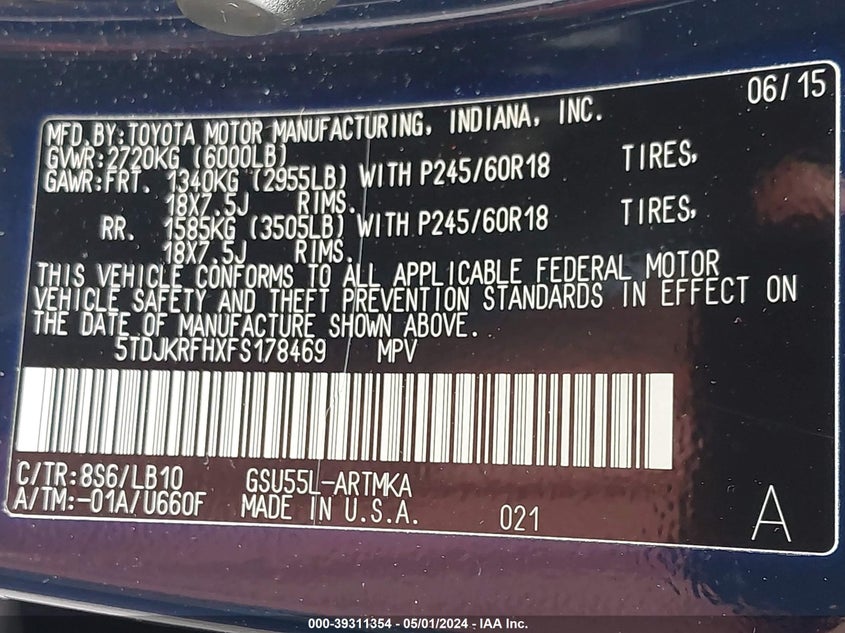 06/15
MFD.BY:TOYOTA MOTOR MANUFACTURING, INDIANA, INC.
GVWR:2720KG (6000LB)
GAWR:FRT. 1340KG (2955LB) WITH P245/60R18 TIRES,
18X7.5J RIMS.
RR. 1585KG (3505LB) WITH P245/60R18 TIRES,
18X7.5J RIMS.
THIS VEHICLE CONFORMS TO ALL APPLICABLE FEDERAL MOTOR
VEHICLE SAFETY AND THEFT PREVENTION STANDARDS IN EFFECT ON
THE DATE OF MANUFACTURE SHOWN ABOVE.
5TDJKRFHXFS178469 MPV
C/TR:8S6/LB10 GSU55L-ARTMKA
A/TM:-01A/U660F MADE IN U.S.A. 021 A
000-39311354 - 05/01/2024 - IAA Inc.